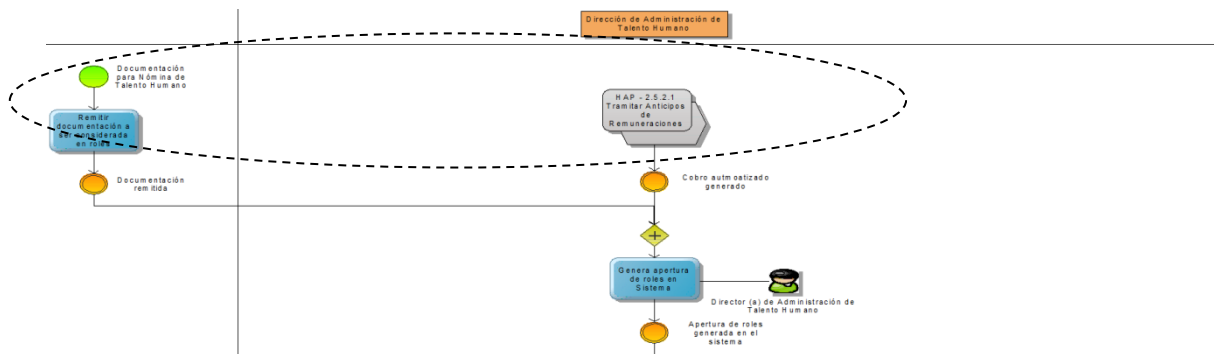 Dirección de Administración de
Talento Humano
Documentación
para Nómina de
Talento Humano
Remitir
documentación a
ser considerada
en roles
HAP - 2.5.2.1
Tramitar Anticipos
de
Remuneraciones
Documentación
remitida
Cobro autmoatizado
generado
Genera apertura
de roles en
Sistema
Director (a) de Administración de
Talento Humano
Apertura de roles
generada en el
sistema